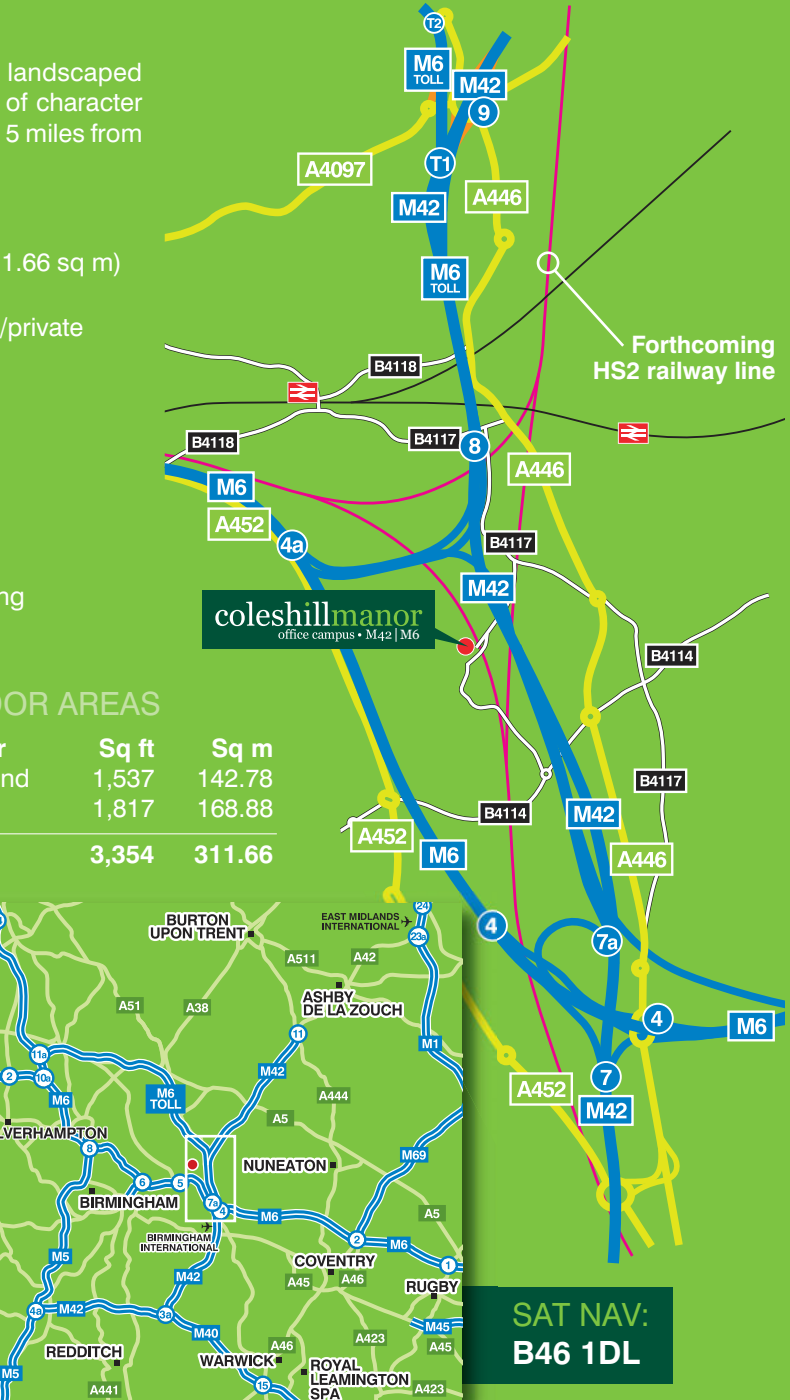 landscaped
of character
5 miles from
1.66 sq m)
/private
ng
OOR AREAS
r Sq ft Sq m
nd 1,537 142.78
1,817 168.88
3,354 311.66
T2
M6
TOLL
M42
9
A4097
T1
A446
M42
M6
TOLL
Forthcoming
HS2 railway line
B4118
B4118
B4117
8
A446
M6
A452
4a
B4117
M42
coleshillmanor
office campus • M42 | M6
B4114
B4117
M42
B4114
A452
M6
A446
4
7a
4
M6
7
A452
M42
BURTON
UPON TRENT
EAST MIDLANDS
INTERNATIONAL
24
23a
A511
A42
ASHBY
DE LA ZOUCH
A51
A38
11
M1
11a
2
10a
M42
M6
M6
TOLL
A444
A5
LVERHAMPTON
8
M69
NUNEATON
6
5
BIRMINGHAM
7a
4
M6
A5
BIRMINGHAM
INTERNATIONAL
2
M6
M5
COVENTRY
1
M42
A45
A46
RUGBY
4a
M42
3a
M45
M40
A423
A45
REDDITCH
A46
WARWICK
ROYAL
LEAMINGTON
SPA
M5
A441
15
A423
SAT NAV:
B46 1DL